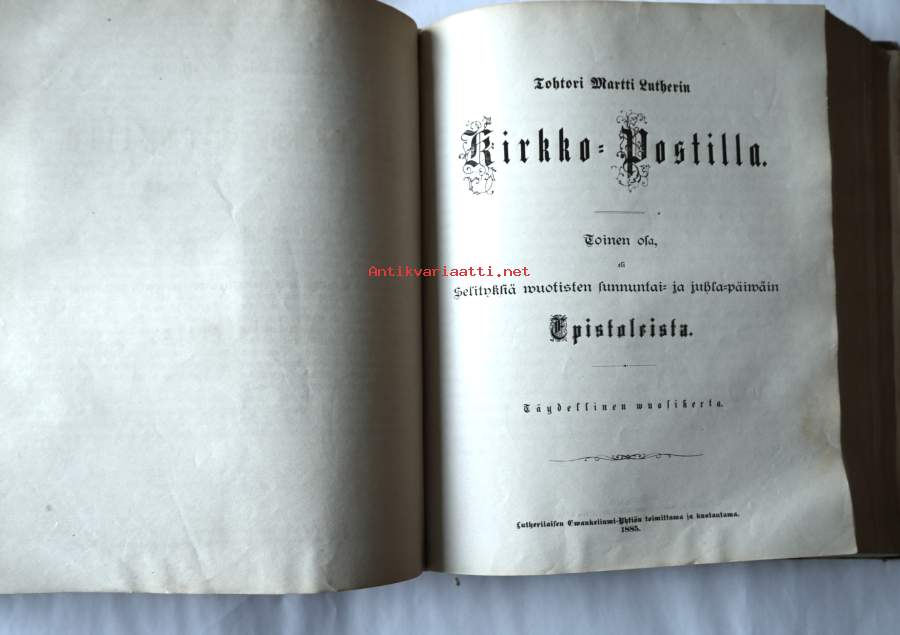 Tohtori Martti Lutherin
Kirkko-Postilla.
Toinen osa,
eli
Selityksiä wuotisten sunnuntai- ja juhla-päiwäin
Epistoleista.
Täydellinen wuosikerta.
Lutherilaisen Ewankeliumi-Yhtiön toimittama ja kustantama.
1885.
Antikvariaatti.net